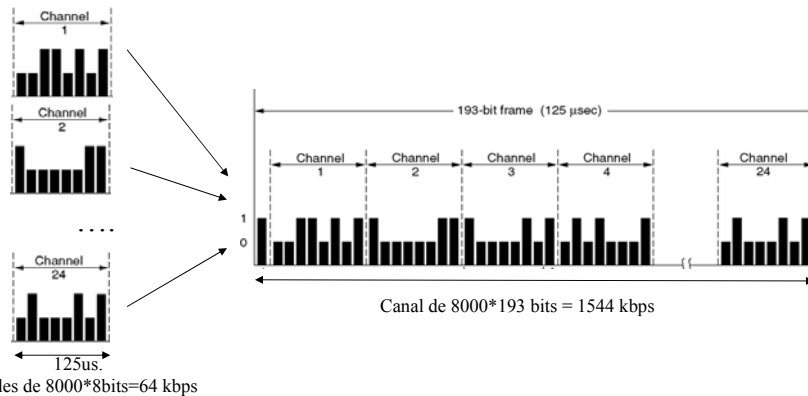 Channel
1
Channel
2
....
Channel
24
125us.
les de 8000*8bits=64 kbps
193-bit frame (125 μsec)
Channel
1
Channel
2
Channel
3
Channel
4
Channel
24
1
0
Canal de 8000*193 bits = 1544 kbps